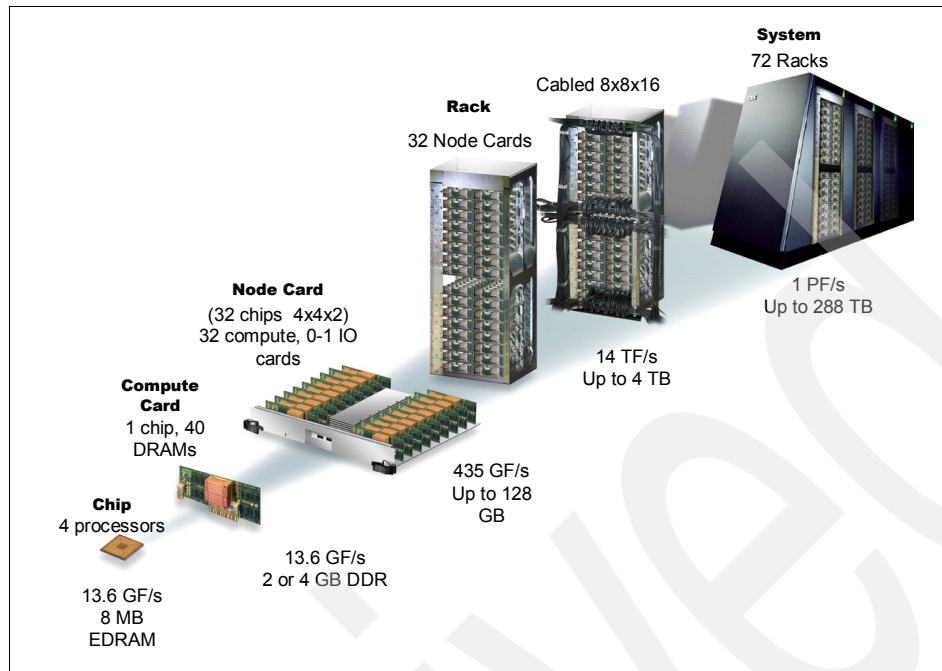 System
72 Racks
Cabled 8x8x16
Rack
32 Node Cards
1 PF/s
Up to 288 TB
Node Card
(32 chips 4x4x2)
32 compute, 0-1 IO
cards
14 TF/s
Up to 4 TB
Compute
Card
1 chip, 40
DRAMs
435 GF/s
Up to 128
GB
Chip
4 processors
13.6 GF/s
2 or 4 GB DDR
13.6 GF/s
8 MB
EDRAM